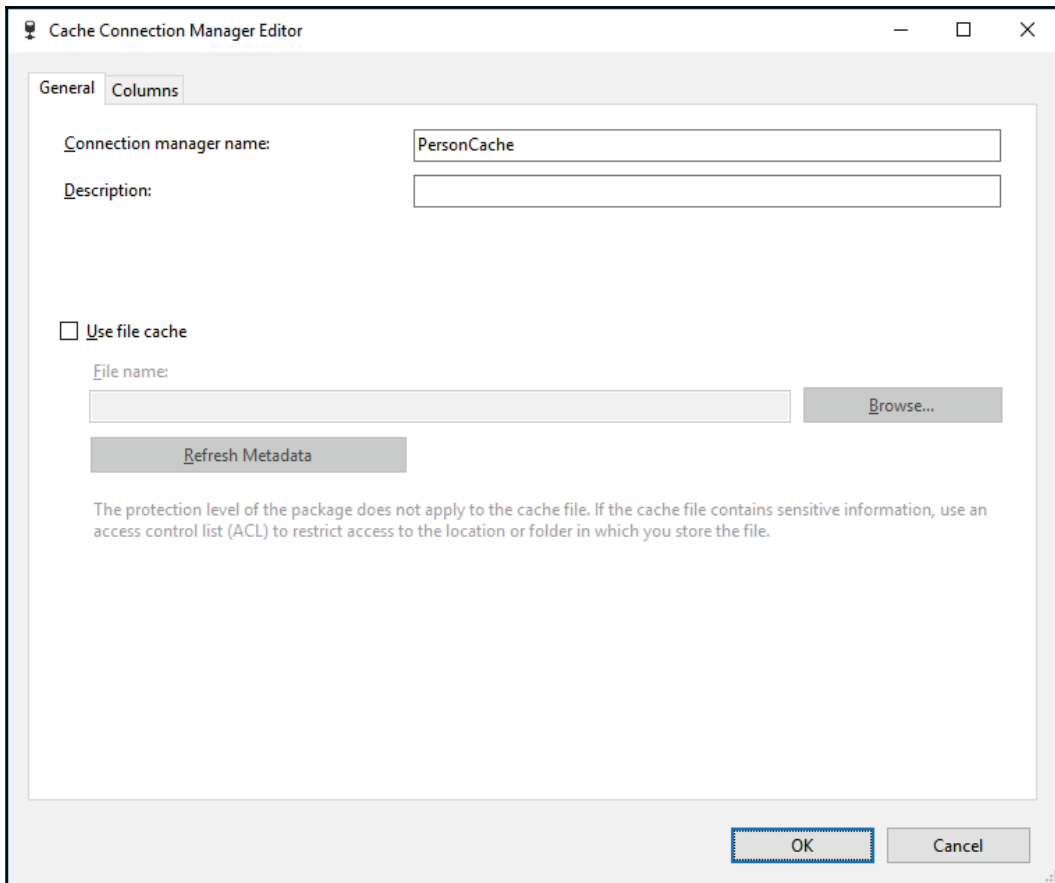 Cache Connection Manager Editor
General
Columns
Connection manager name:
PersonCache
Description:
Use file cache
File name:
Browse...
Refresh Metadata
The protection level of the package does not apply to the cache file. If the cache file contains sensitive information, use an
access control list (ACL) to restrict access to the location or folder in which you store the file.
OK
Cancel